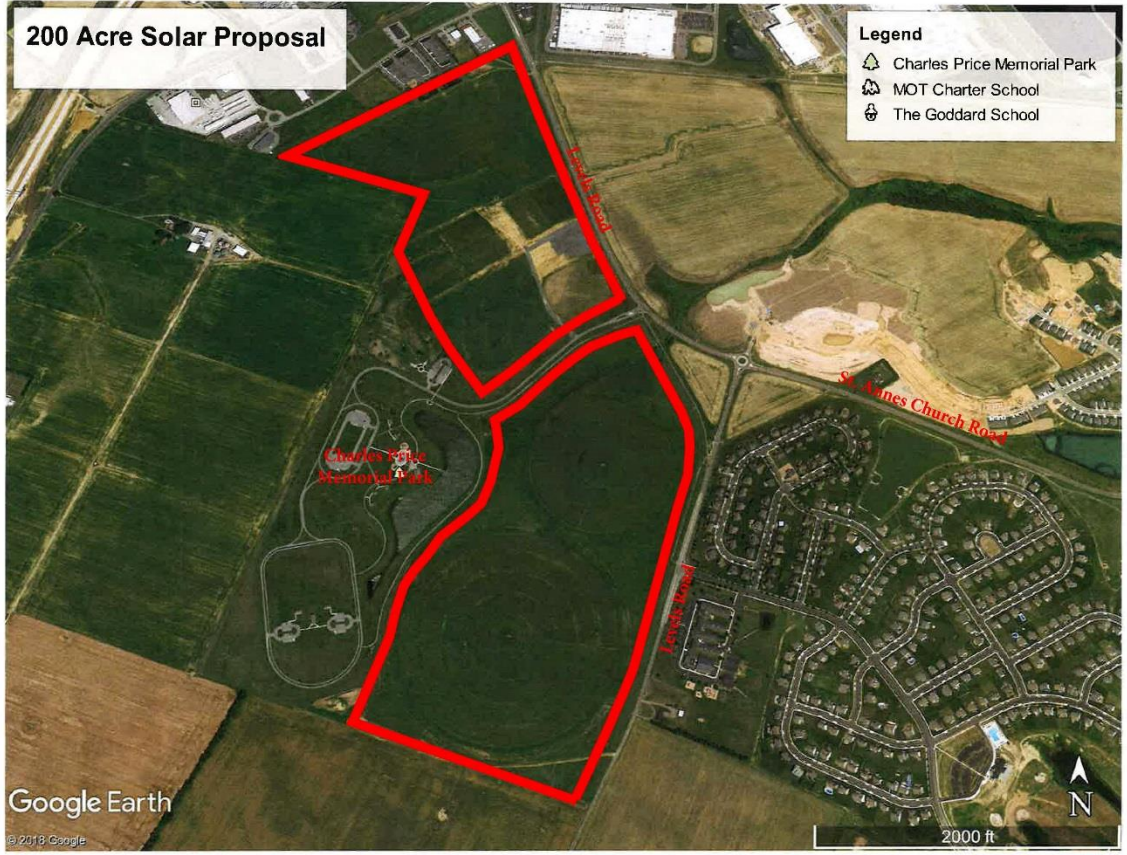 200 Acre Solar Proposal
Legend
Charles Price Memorial Park
MOT Charter School
The Goddard School
Levels Road
St. Annes Church Road
Charles Price
Memorial Park
Levels Road
Google Earth
© 2018 Google
N
2000 ft